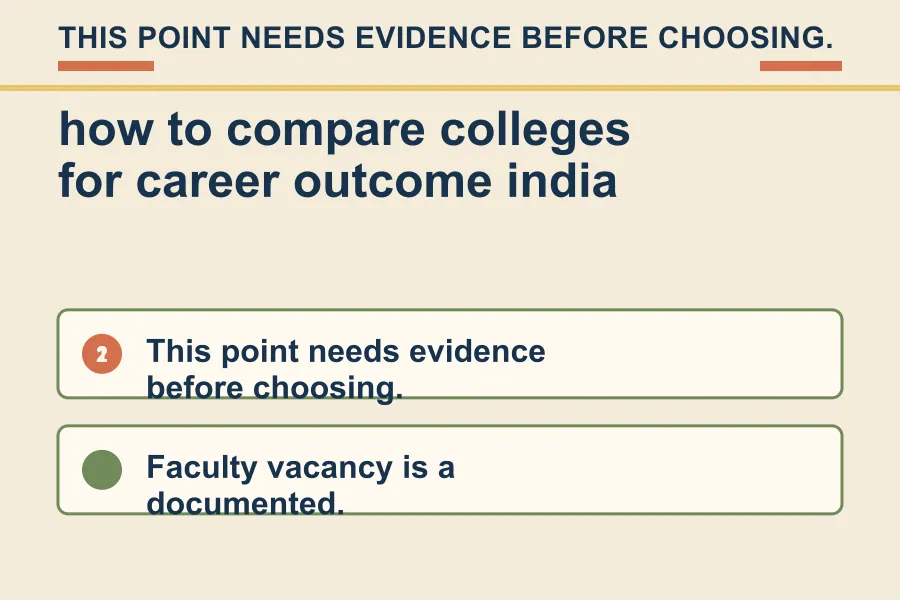 THIS POINT NEEDS EVIDENCE BEFORE CHOOSING.
how to compare colleges
for career outcome india
2
This point needs evidence
before choosing.
Faculty vacancy is a
documented.